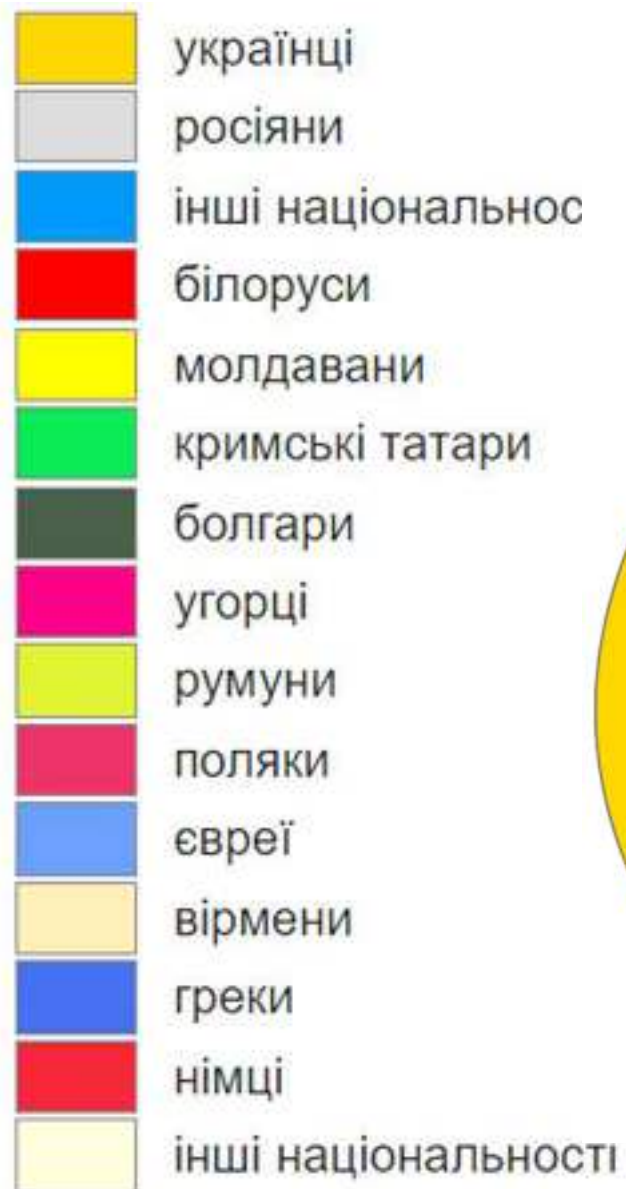 українці
росіяни
інші національнос
білоруси
молдавани
кримські татари
болгари
угорці
румуни
поляки
євреї
вірмени
греки
німці
інші національності